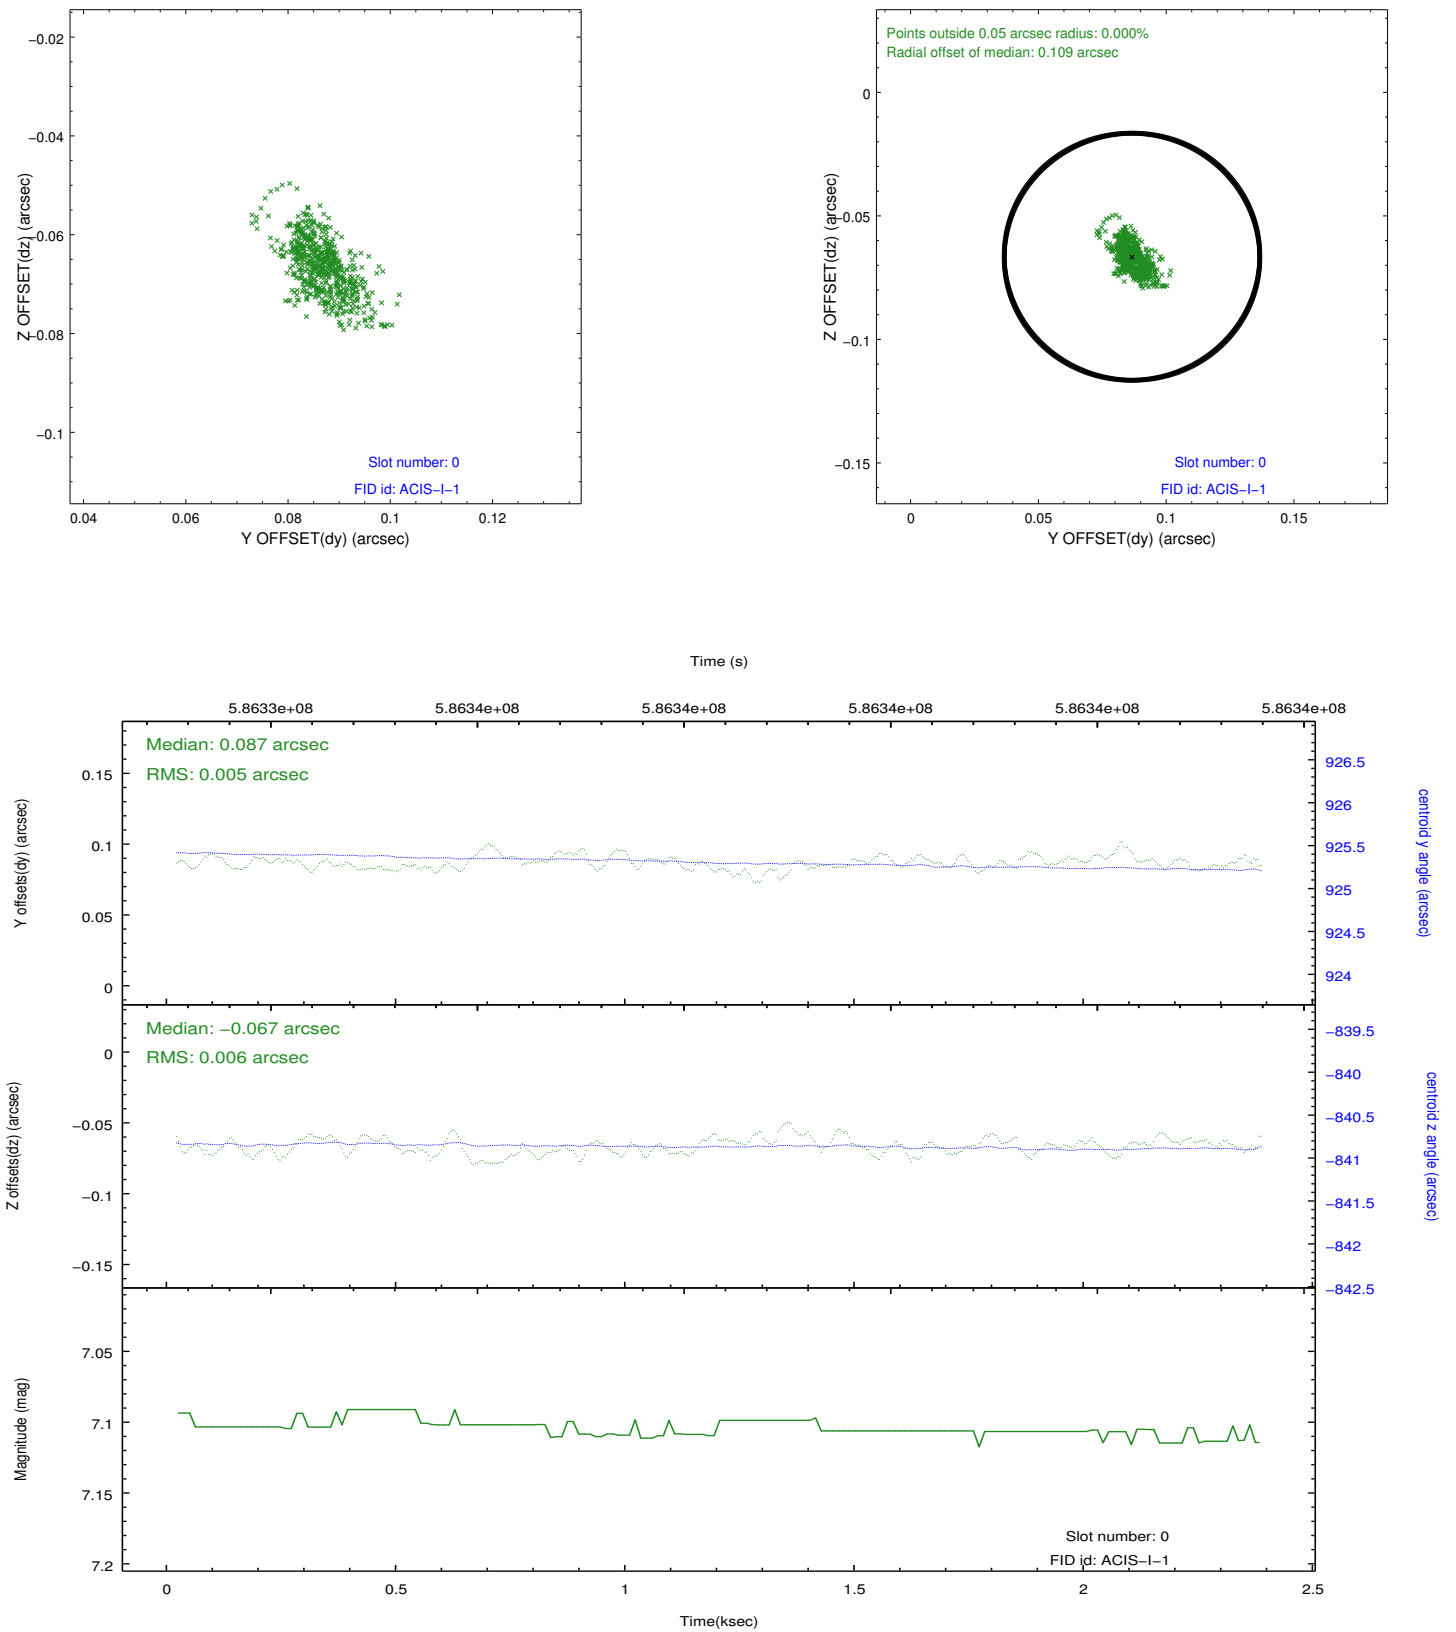 −0.02
−0.04
−0.06
−0.08
−0.1
Z OFFSET(dz) (arcsec)
Slot number: 0
FID id: ACIS−I−1
0.04 0.06 0.08 0.1 0.12
Y OFFSET(dy) (arcsec)
Points outside 0.05 arcsec radius: 0.000%
Radial offset of median: 0.109 arcsec
0
−0.05
−0.1
−0.15
Z OFFSET(dz) (arcsec)
Slot number: 0
FID id: ACIS−I−1
0 0.05 0.1 0.15
Y OFFSET(dy) (arcsec)
Time (s)
5.8633e+08 5.8634e+08 5.8634e+08 5.8634e+08 5.8634e+08 5.8634e+08
Median: 0.087 arcsec
RMS: 0.005 arcsec
0.15
0.1
0.05
0
Y offsets(dy) (arcsec)
926.5
926
925.5
925
924.5
924
centroid y angle (arcsec)
Median: −0.067 arcsec
RMS: 0.006 arcsec
0
−0.05
−0.1
−0.15
Z offsets(dz) (arcsec)
−839.5
−840
−840.5
−841
−841.5
−842
−842.5
centroid z angle (arcsec)
7.05
7.1
7.15
7.2
Magnitude (mag)
Slot number: 0
FID id: ACIS−I−1
0 0.5 1 1.5 2 2.5
Time(ksec)